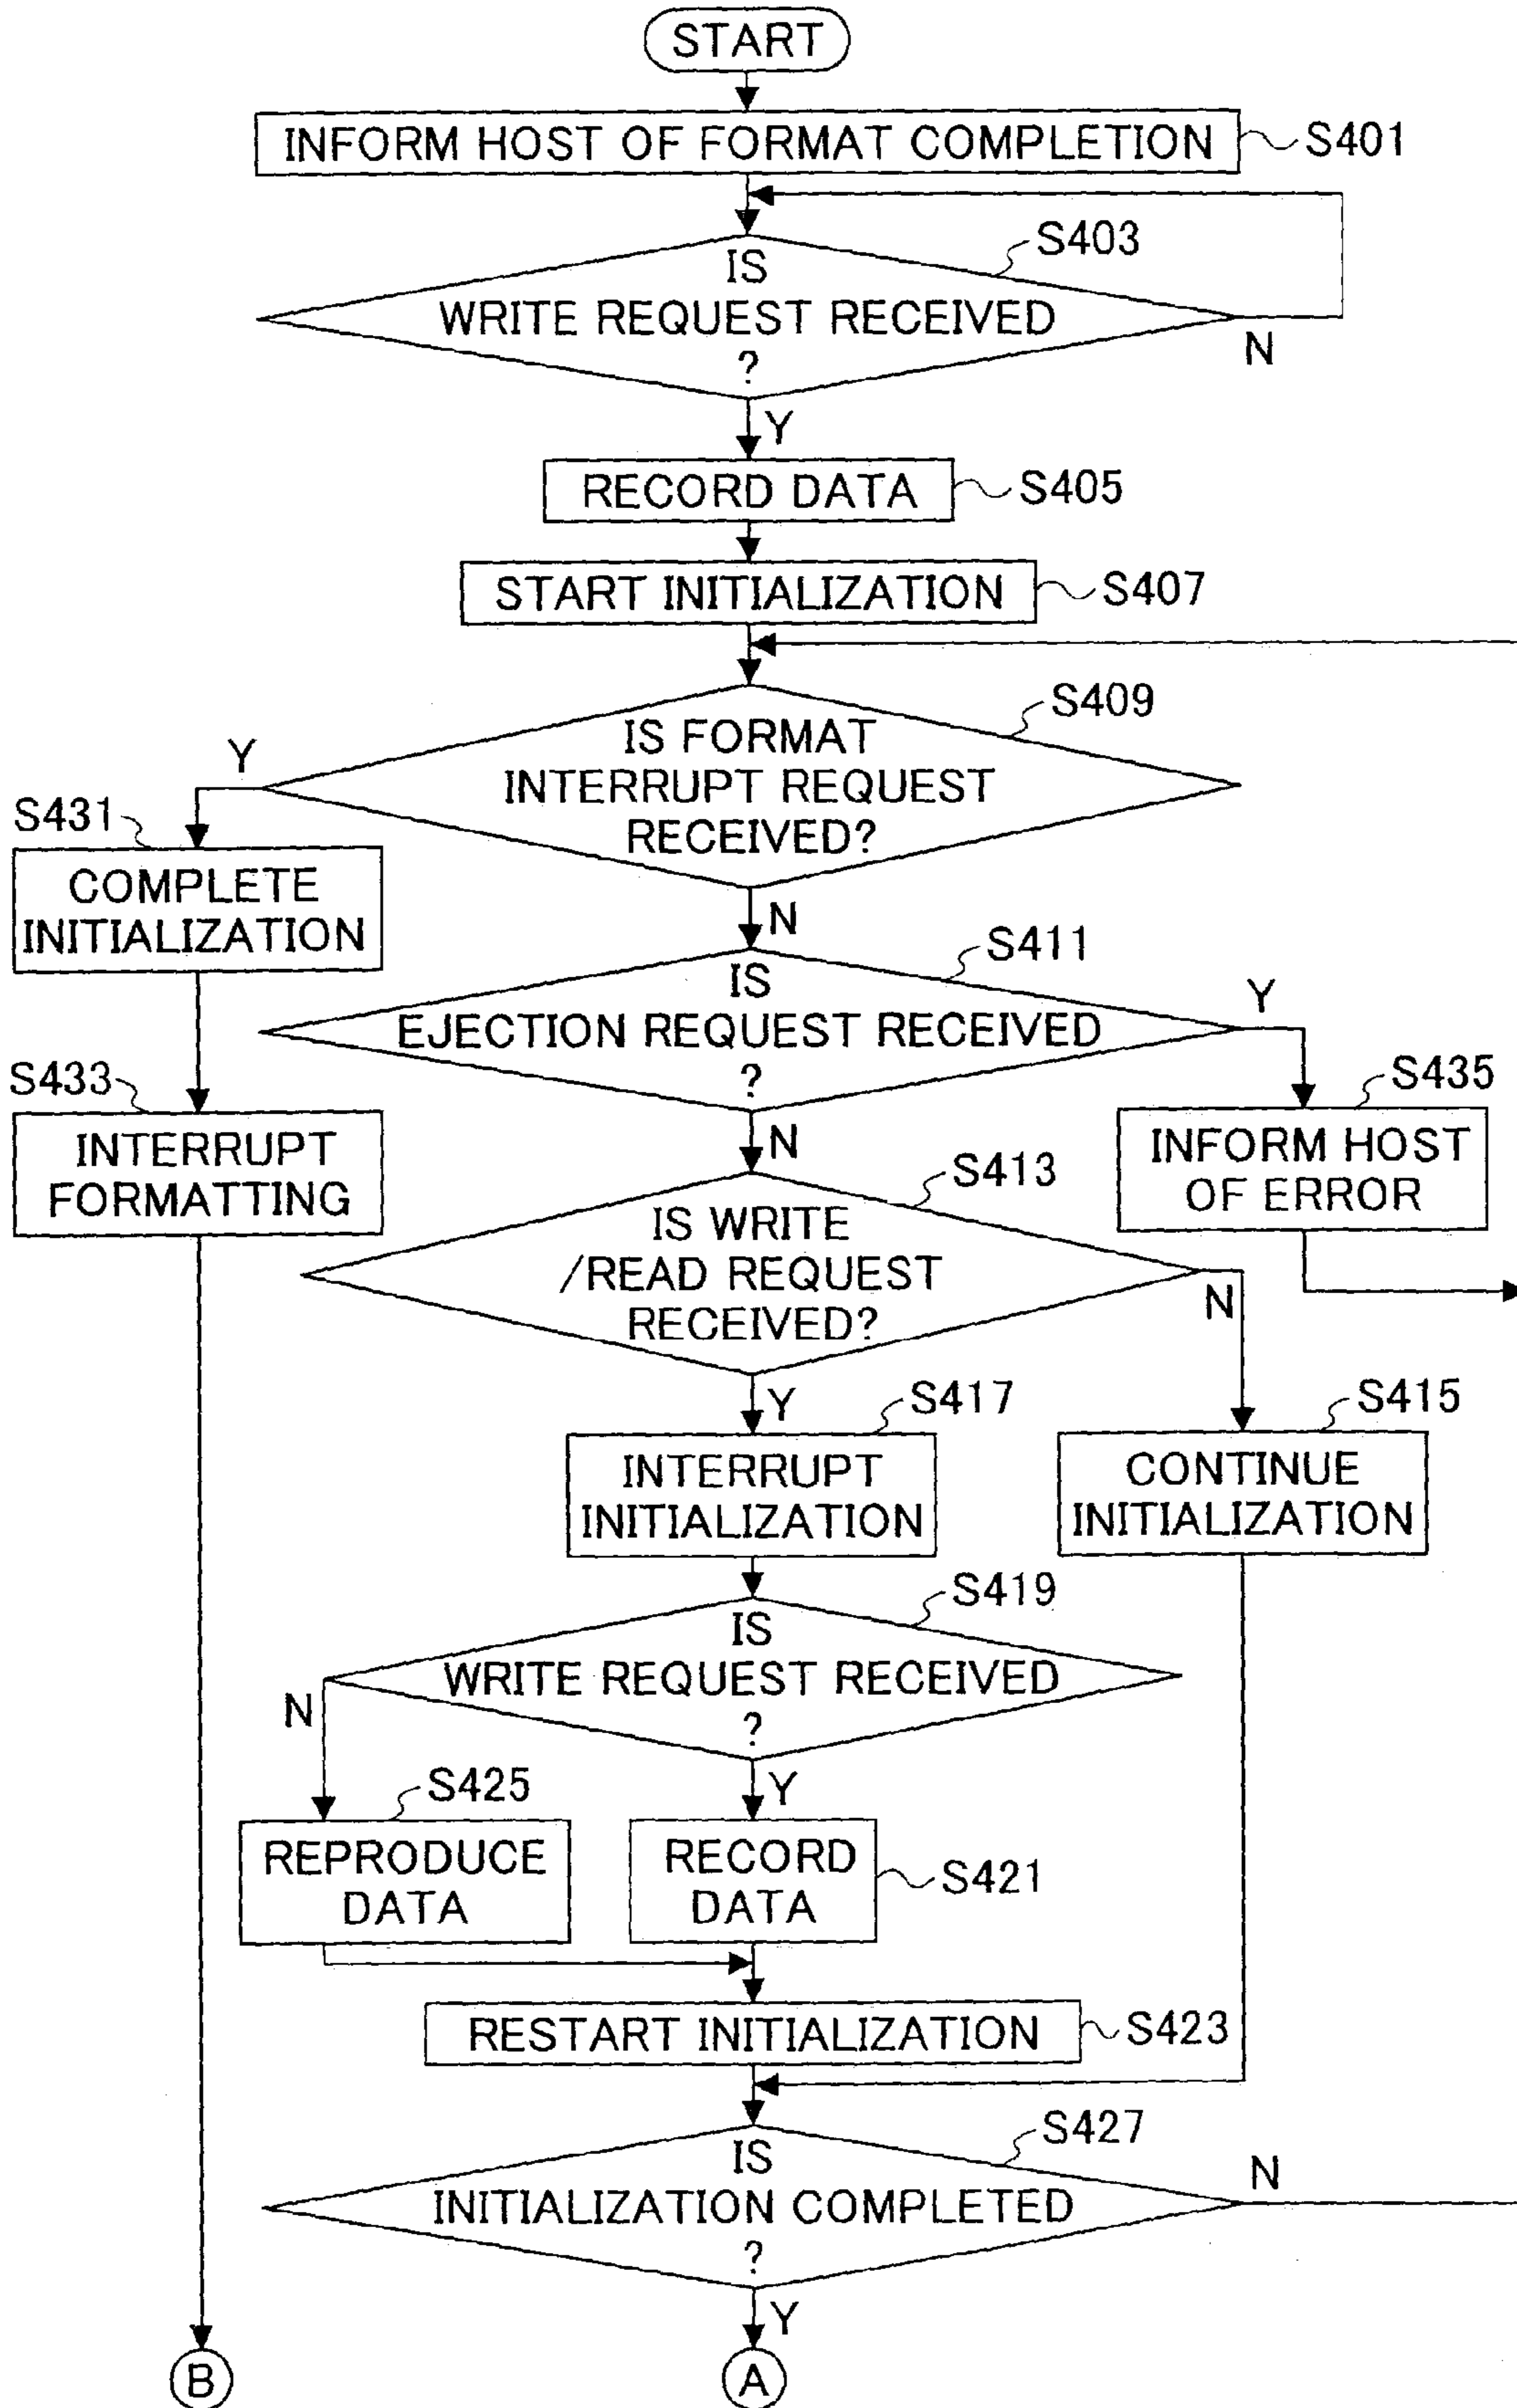 START
INFORM HOST OF FORMAT COMPLETION
S401
S403
IS
WRITE REQUEST RECEIVED
?
N
Y
RECORD DATA
S405
START INITIALIZATION
S407
S409
IS FORMAT
INTERRUPT REQUEST
RECEIVED?
Y
S431
COMPLETE
INITIALIZATION
N
S411
IS
EJECTION REQUEST RECEIVED
?
Y
S433
INTERRUPT
FORMATTING
S435
INFORM HOST
OF ERROR
N
S413
IS WRITE
/READ REQUEST
RECEIVED?
N
Y
S417
INTERRUPT
INITIALIZATION
S415
CONTINUE
INITIALIZATION
S419
IS
WRITE REQUEST RECEIVED
?
N
Y
S425
REPRODUCE
DATA
RECORD
DATA
S421
RESTART INITIALIZATION
S423
S427
IS
INITIALIZATION COMPLETED
?
N
Y
B
A